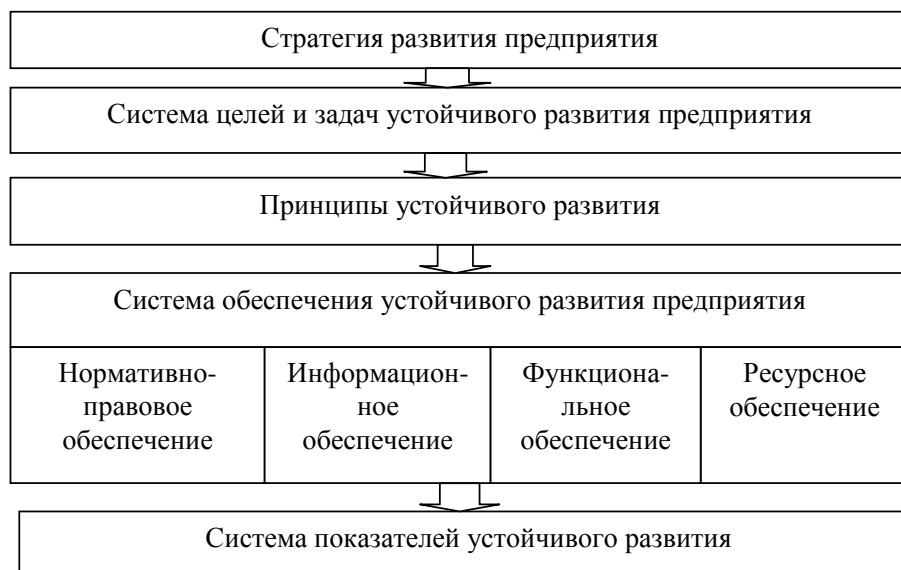 Стратегия развития предприятия
Система целей и задач устойчивого развития предприятия
Принципы устойчивого развития
Система обеспечения устойчивого развития предприятия
Нормативно-
правовое
обеспечение
Информацион-
ное
обеспечение
Функциона-
льное
обеспечение
Ресурсное
обеспечение
Система показателей устойчивого развития